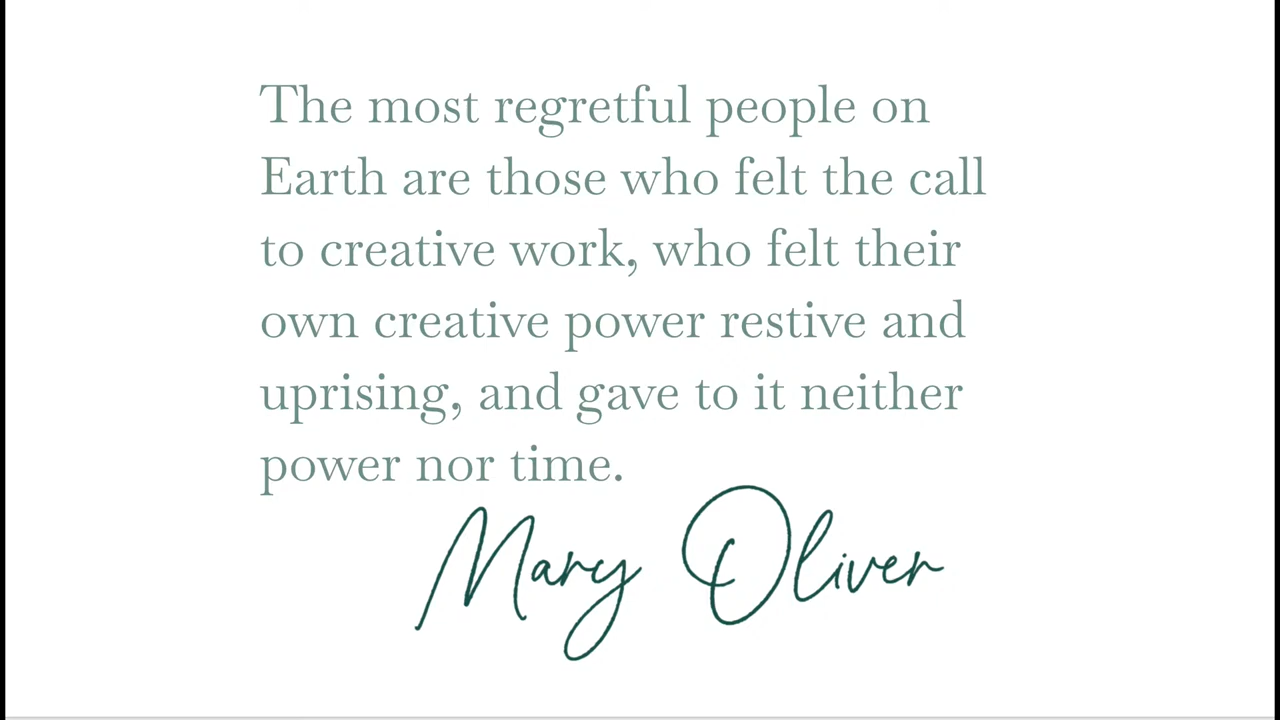 The most regretful people on
Earth are those who felt the call
to creative work, who felt their
own creative power restive and
uprising, and gave to it neither
power nor time.
Mary Oliver